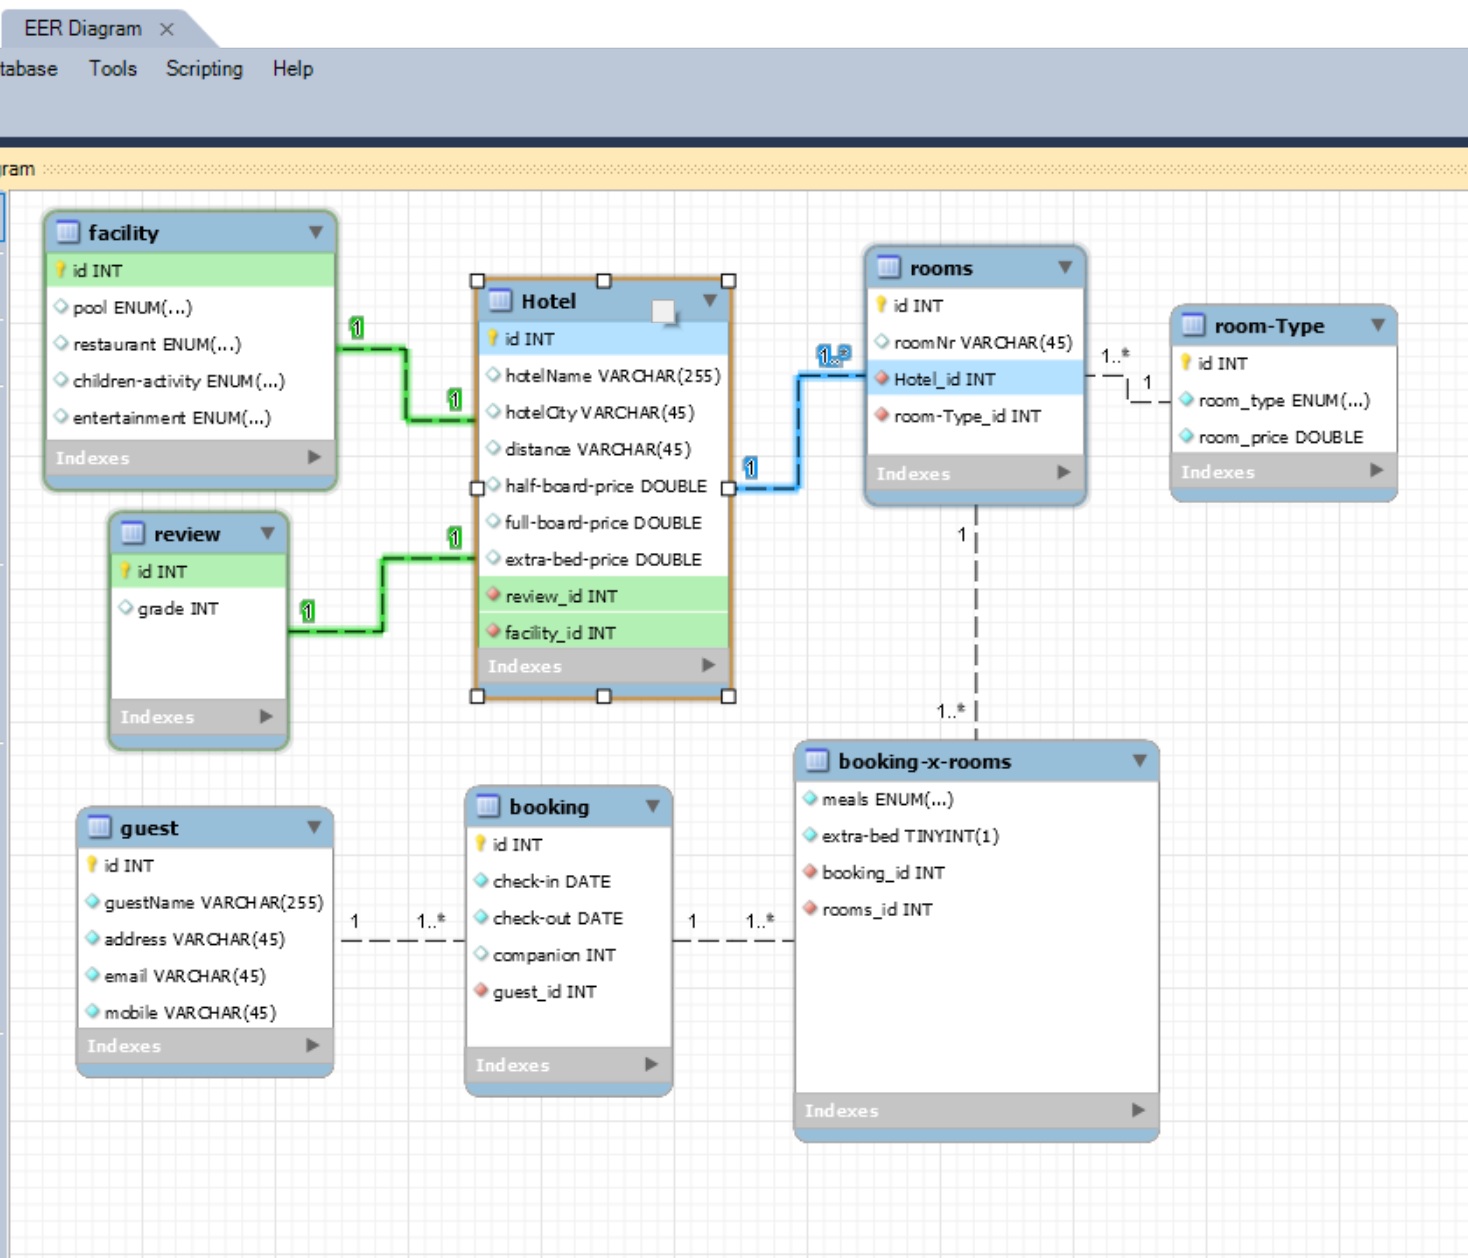 EER Diagram
tabase Tools Scripting Help
gram
facility
id INT
pool ENUM(...)
restaurant ENUM(...)
children-activity ENUM(...)
entertainment ENUM(...)
Indexes
1
1
Hotel
id INT
hotelName VARCHAR(255)
hotelCity VARCHAR(45)
distance VARCHAR(45)
half-board-price DOUBLE
full-board-price DOUBLE
extra-bed-price DOUBLE
review_id INT
facility_id INT
Indexes
1
1..*
rooms
id INT
roomNr VARCHAR(45)
Hotel_id INT
room-Type_id INT
Indexes
1..*
1
room-Type
id INT
room_type ENUM(...)
room_price DOUBLE
Indexes
review
id INT
grade INT
Indexes
1
1
1
1..*
guest
id INT
guestName VARCHAR(255)
address VARCHAR(45)
email VARCHAR(45)
mobile VARCHAR(45)
Indexes
1
1..*
booking
id INT
check-in DATE
check-out DATE
companion INT
guest_id INT
Indexes
1
1..*
booking-x-rooms
meals ENUM(...)
extra-bed TINYINT(1)
booking_id INT
rooms_id INT
Indexes